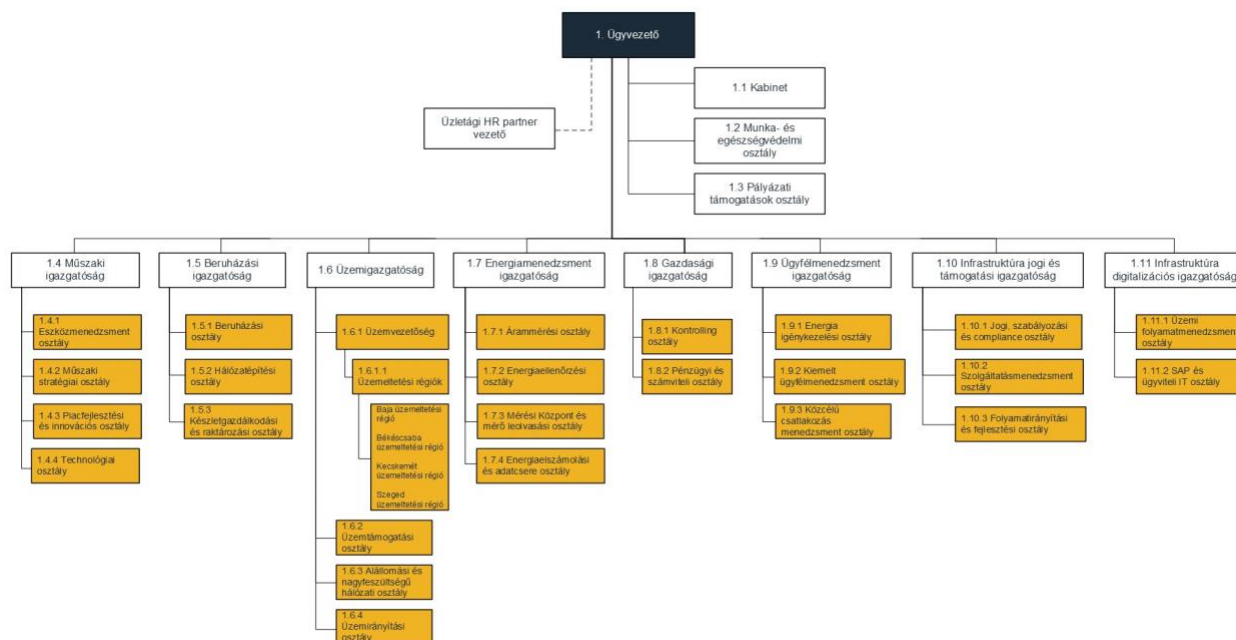 1. Ügyvezető
1.1 Kabinet
Üzletági HR partner
vezető
1.2 Munka- és
egészségvédelmi
osztály
1.3 Pályázati
támogatások osztály
1.4 Műszaki
igazgatóság
1.5 Beruházási
igazgatóság
1.6 Üzemigazgatóság
1.7 Energiamenedzsment
igazgatóság
1.8 Gazdasági
igazgatóság
1.9 Ügyfélmenedzsment
igazgatóság
1.10 Infrastruktúra jogi és
támogatási igazgatóság
1.11 Infrastruktúra
digitalizációs igazgatóság
1.4.1
Eszközmenedzsment
osztály
1.4.2 Műszaki
stratégiai osztály
1.4.3 Piacfejlesztési
és innovációs osztály
1.4.4 Technológiai
osztály
1.5.1 Beruházási
osztály
1.5.2 Hálózatépítési
osztály
1.5.3
Készletgazdálkodási
és raktározási osztály
1.6.1 Üzemvezetőség
1.6.1.1
Üzemeltetési régiók
Baja üzemeltetési
régió
Békéscsaba
üzemeltetési régió
Kecskemét
üzemeltetési régió
Szeged
üzemeltetési régió
1.6.2
Üzemtámogatási
osztály
1.6.3 Alállomási és
nagyfeszültségű
hálózati osztály
1.6.4
Üzemirányítási
osztály
1.7.1 Árammérési osztály
1.7.2 Energiaellenőrzési
osztály
1.7.3 Mérési Központ és
mérő leolvasási osztály
1.7.4 Energiaelszámolási
és adatcsere osztály
1.8.1 Kontrolling
osztály
1.8.2 Pénzügyi és
számviteli osztály
1.9.1 Energia
igénykezelési osztály
1.9.2 Kiemelt
ügyfélmenedzsment osztály
1.9.3 Közcélú
csatlakozás
menedzsment osztály
1.10.1 Jogi, szabályozási
és compliance osztály
1.10.2
Szolgáltatásmenedzsment
osztály
1.10.3 Folyamatirányítási
és fejlesztési osztály
1.11.1 Üzemi
folyamatmenedzsment
osztály
1.11.2 SAP és
ügyviteli IT osztály